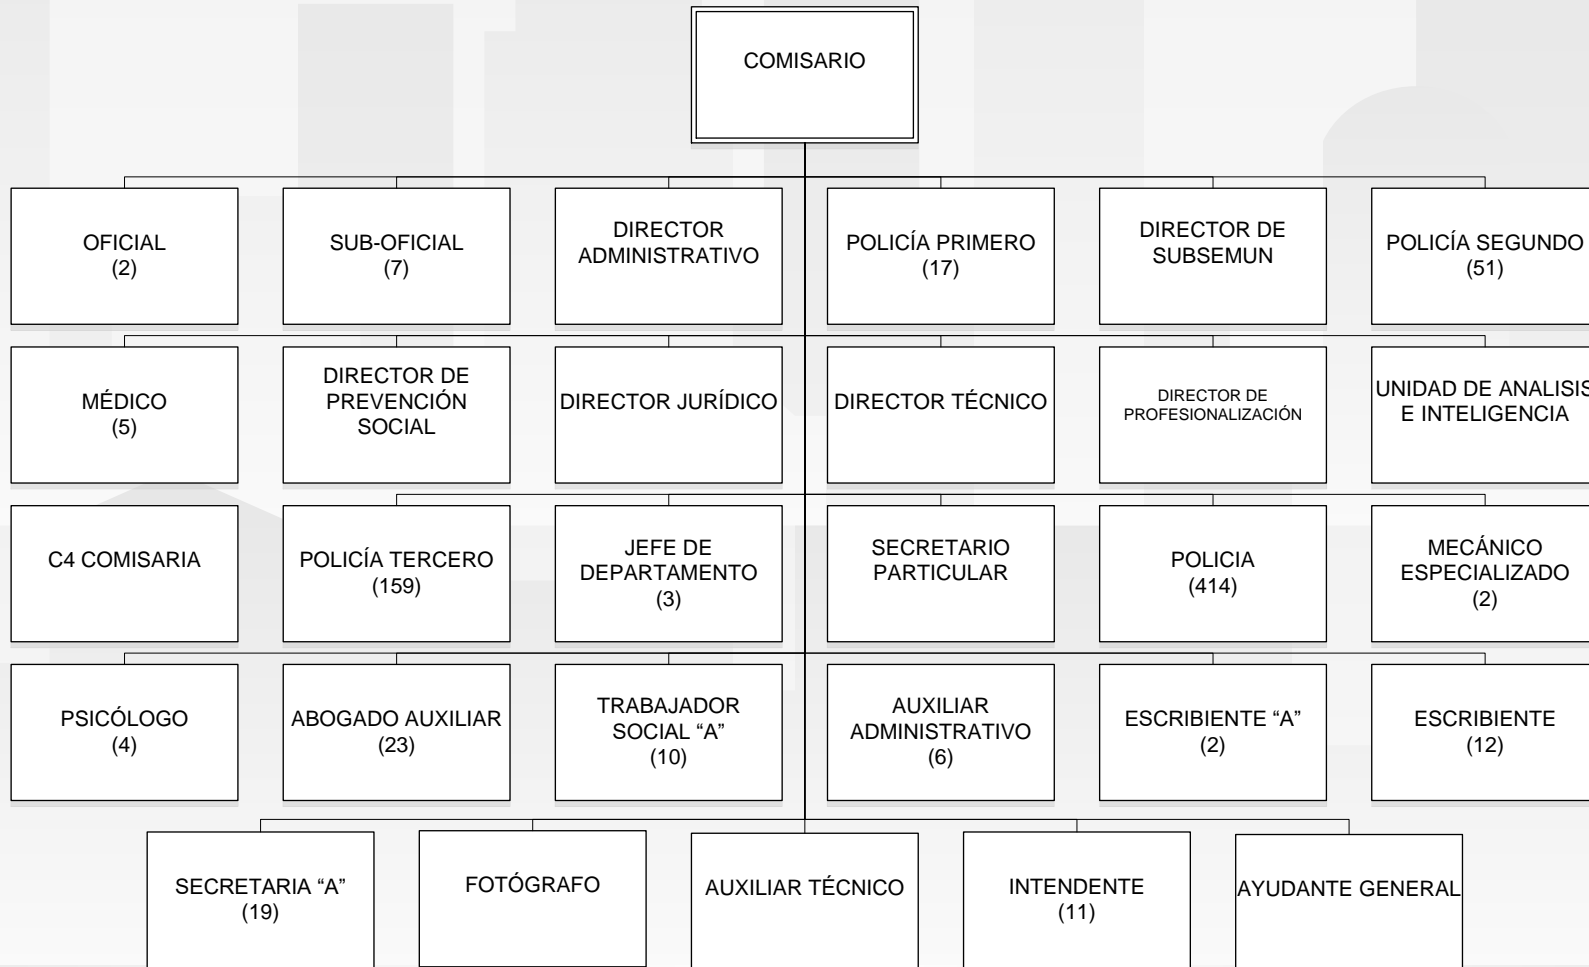 COMISARIO
OFICIAL
(2)
SUB-OFICIAL
(7)
DIRECTOR
ADMINISTRATIVO
POLICÍA PRIMERO
(17)
DIRECTOR DE
SUBSEMUN
POLICÍA SEGUNDO
(51)
MÉDICO
(5)
DIRECTOR DE
PREVENCIÓN
SOCIAL
DIRECTOR JURÍDICO
DIRECTOR TÉCNICO
DIRECTOR DE
PROFESIONALIZACIÓN
UNIDAD DE ANALISIS
E INTELIGENCIA
C4 COMISARIA
POLICÍA TERCERO
(159)
JEFE DE
DEPARTAMENTO
(3)
SECRETARIO
PARTICULAR
POLICIA
(414)
MECÁNICO
ESPECIALIZADO
(2)
PSICÓLOGO
(4)
ABOGADO AUXILIAR
(23)
TRABAJADOR
SOCIAL “A”
(10)
AUXILIAR
ADMINISTRATIVO
(6)
ESCRIBIENTE “A”
(2)
ESCRIBIENTE
(12)
SECRETARIA “A”
(19)
FOTÓGRAFO
AUXILIAR TÉCNICO
INTENDENTE
(11)
AYUDANTE GENERAL